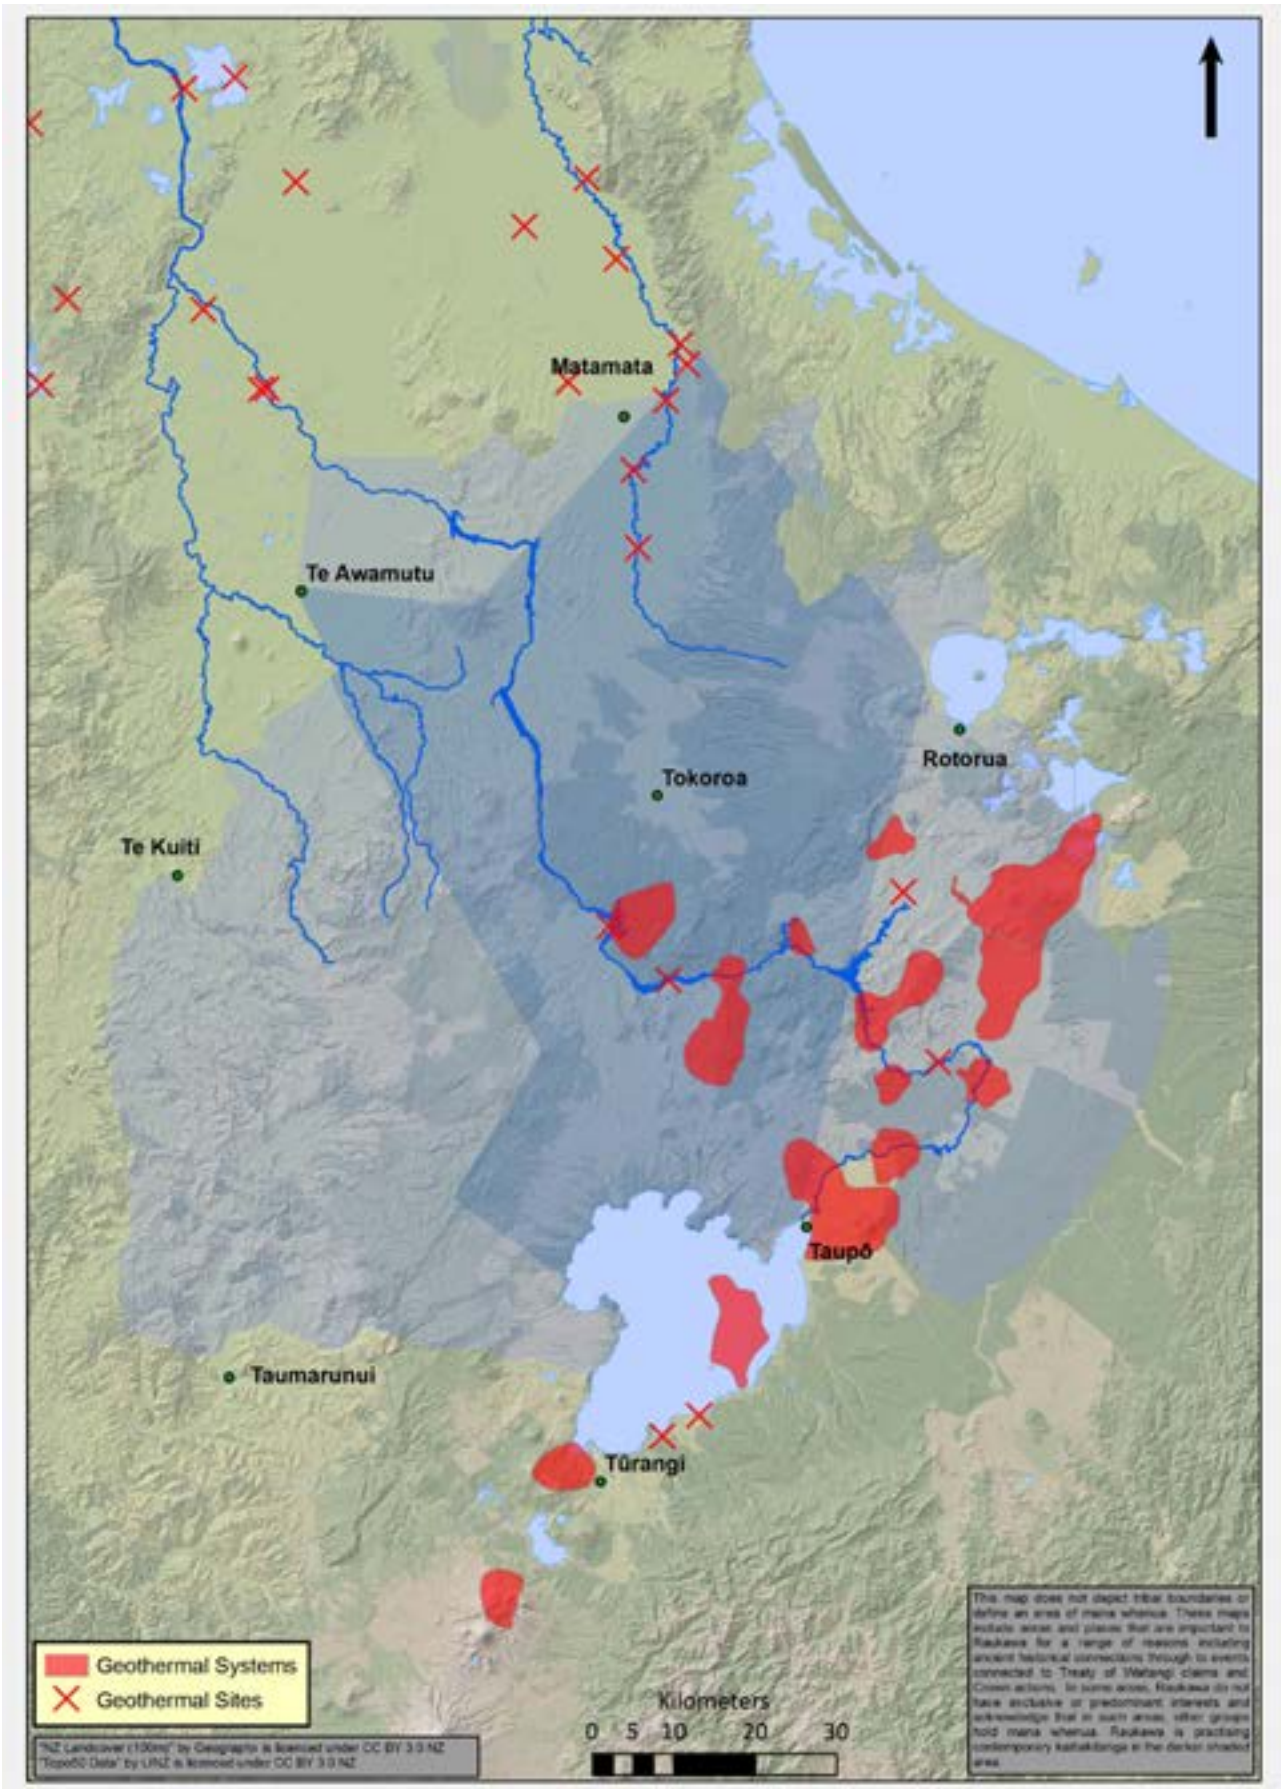 Matamata
Te Awamutu
Rotorua
Tokoroa
Te Kuiti
Taupō
Taumarunui
Tūrangi
Geothermal Systems
Geothermal Sites
Kilometers
0 5 10 20 30
"NZ Landcover (100m)" by Geographx is licenced under CC BY 3.0 NZ
"Topo50 Data" by LINZ is licenced under CC BY 3.0 NZ
This map does not depict tribal boundaries or
define an area of mana whenua. These maps
include areas and places that are important to
Raukawa for a range of reasons including
ancient historical connections through to events
connected to Treaty of Waitangi claims and
Crown actions. In some areas, Raukawa do not
have exclusive or predominant interests and
acknowledge that in such areas, other groups
hold mana whenua. Raukawa is practising
contemporary kaitiakitanga in the darker shaded
area.